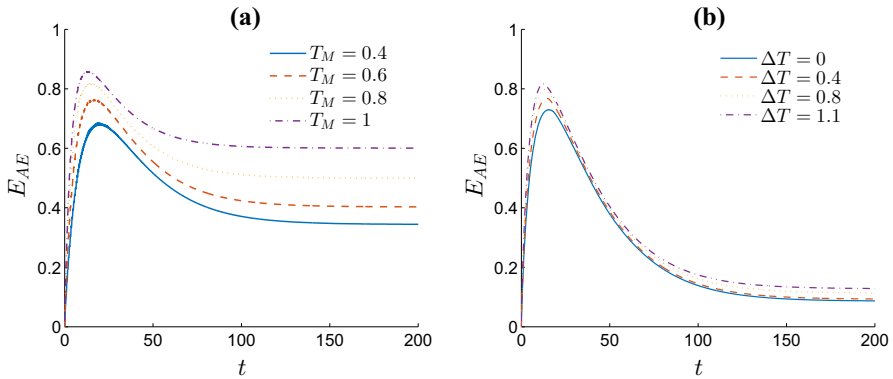 (a)
1
0.8
0.6
0.4
0.2
0
E_{AE}
0 50 100 150 200
t
T_M = 0.4
T_M = 0.6
T_M = 0.8
T_M = 1
(b)
1
0.8
0.6
0.4
0.2
0
E_{AE}
0 50 100 150 200
t
ΔT = 0
ΔT = 0.4
ΔT = 0.8
ΔT = 1.1